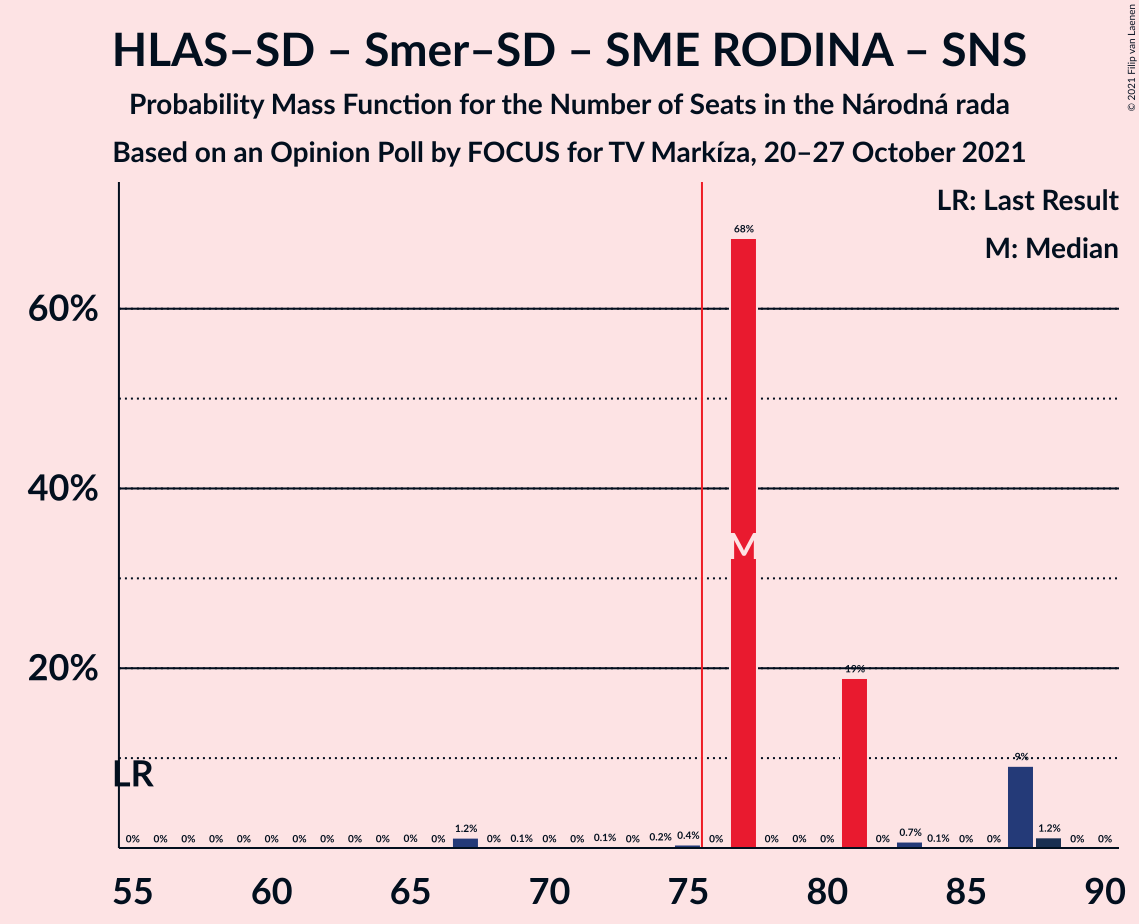 HLAS–SD – Smer–SD – SME RODINA – SNS
Probability Mass Function for the Number of Seats in the Národná rada
Based on an Opinion Poll by FOCUS for TV Markíza, 20–27 October 2021
© 2021 Filip van Laenen
LR: Last Result
M: Median
60%
40%
20%
LR
M
0% 0% 0% 0% 0% 0% 0% 0% 0% 0% 0% 0% 1.2% 0% 0.1% 0% 0% 0.1% 0% 0.2% 0.4% 0% 68% 0% 0% 0% 19% 0% 0.7% 0.1% 0% 0% 9% 1.2% 0% 0%
55 60 65 70 75 80 85 90